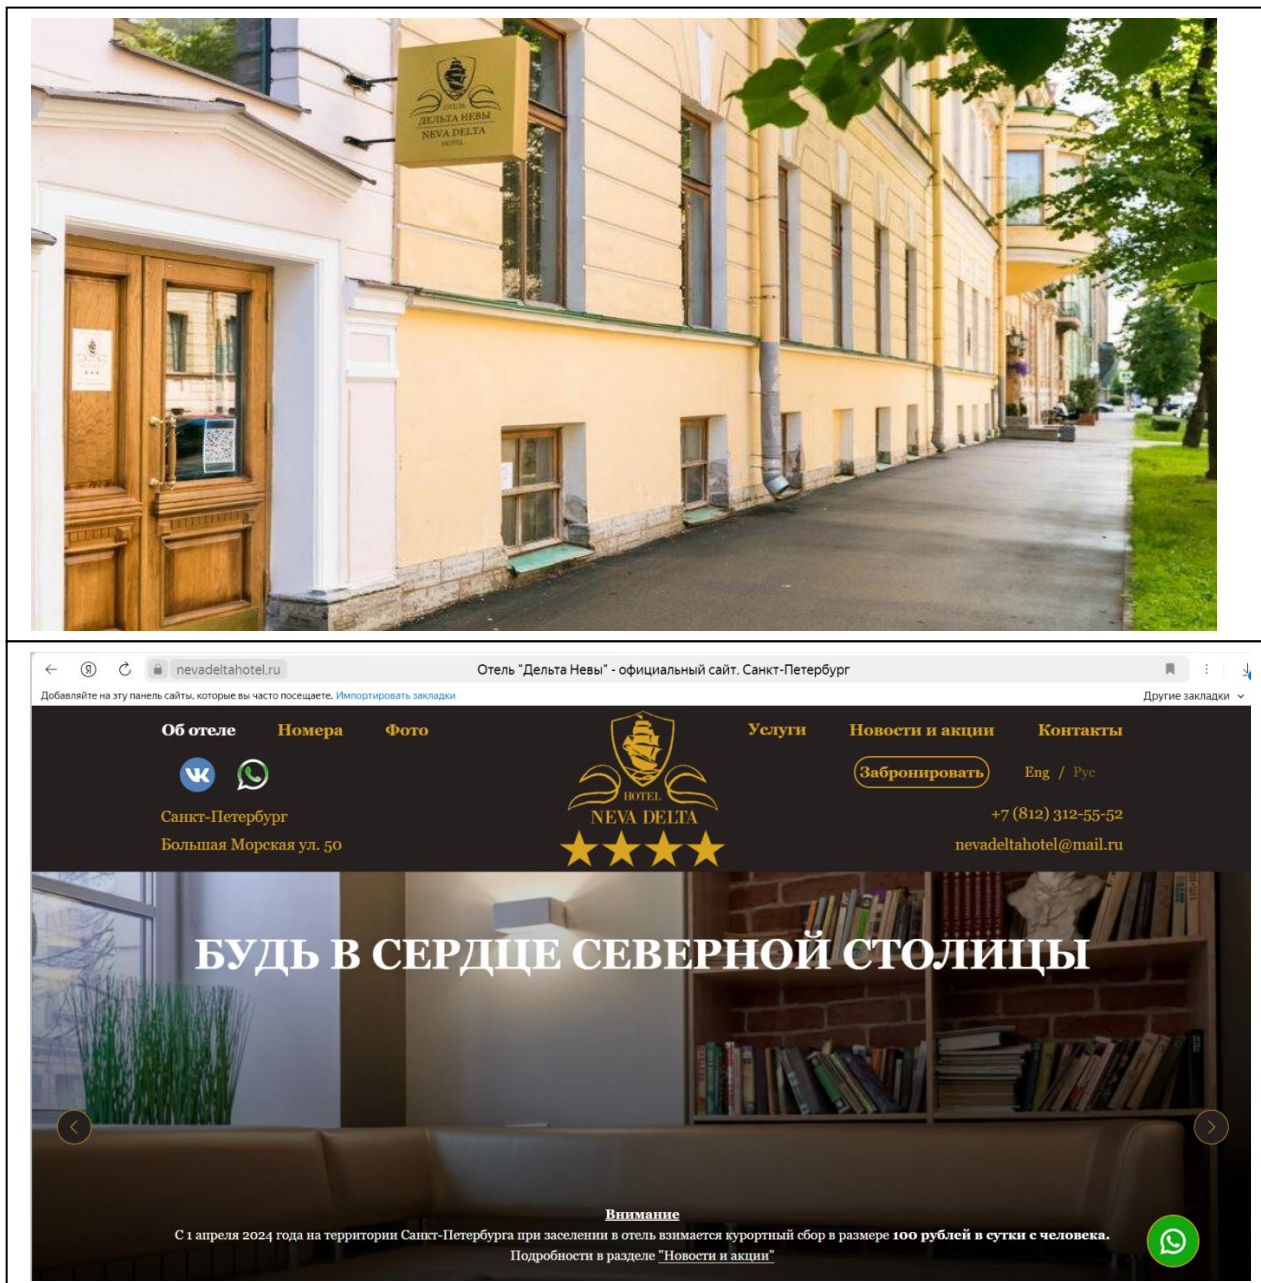 ОТЕЛЬ
ДЕЛЬТА НЕВЫ
NEVA DELTA
HOTEL
nevadeltahotel.ru
Отель "Дельта Невы" - официальный сайт. Санкт-Петербург
Добавляйте на эту панель сайты, которые вы часто посещаете. Импортировать закладки
Другие закладки
Об отеле Номера Фото Услуги Новости и акции Контакты
Забронировать Eng / Рус
HOTEL
NEVA DELTA
Санкт-Петербург
Большая Морская ул. 50
+7 (812) 312-55-52
nevadeltahotel@mail.ru
БУДЬ В СЕРДЦЕ СЕВЕРНОЙ СТОЛИЦЫ
Внимание
С 1 апреля 2024 года на территории Санкт-Петербурга при заселении в отель взимается курортный сбор в размере 100 рублей в сутки с человека.
Подробности в разделе "Новости и акции"